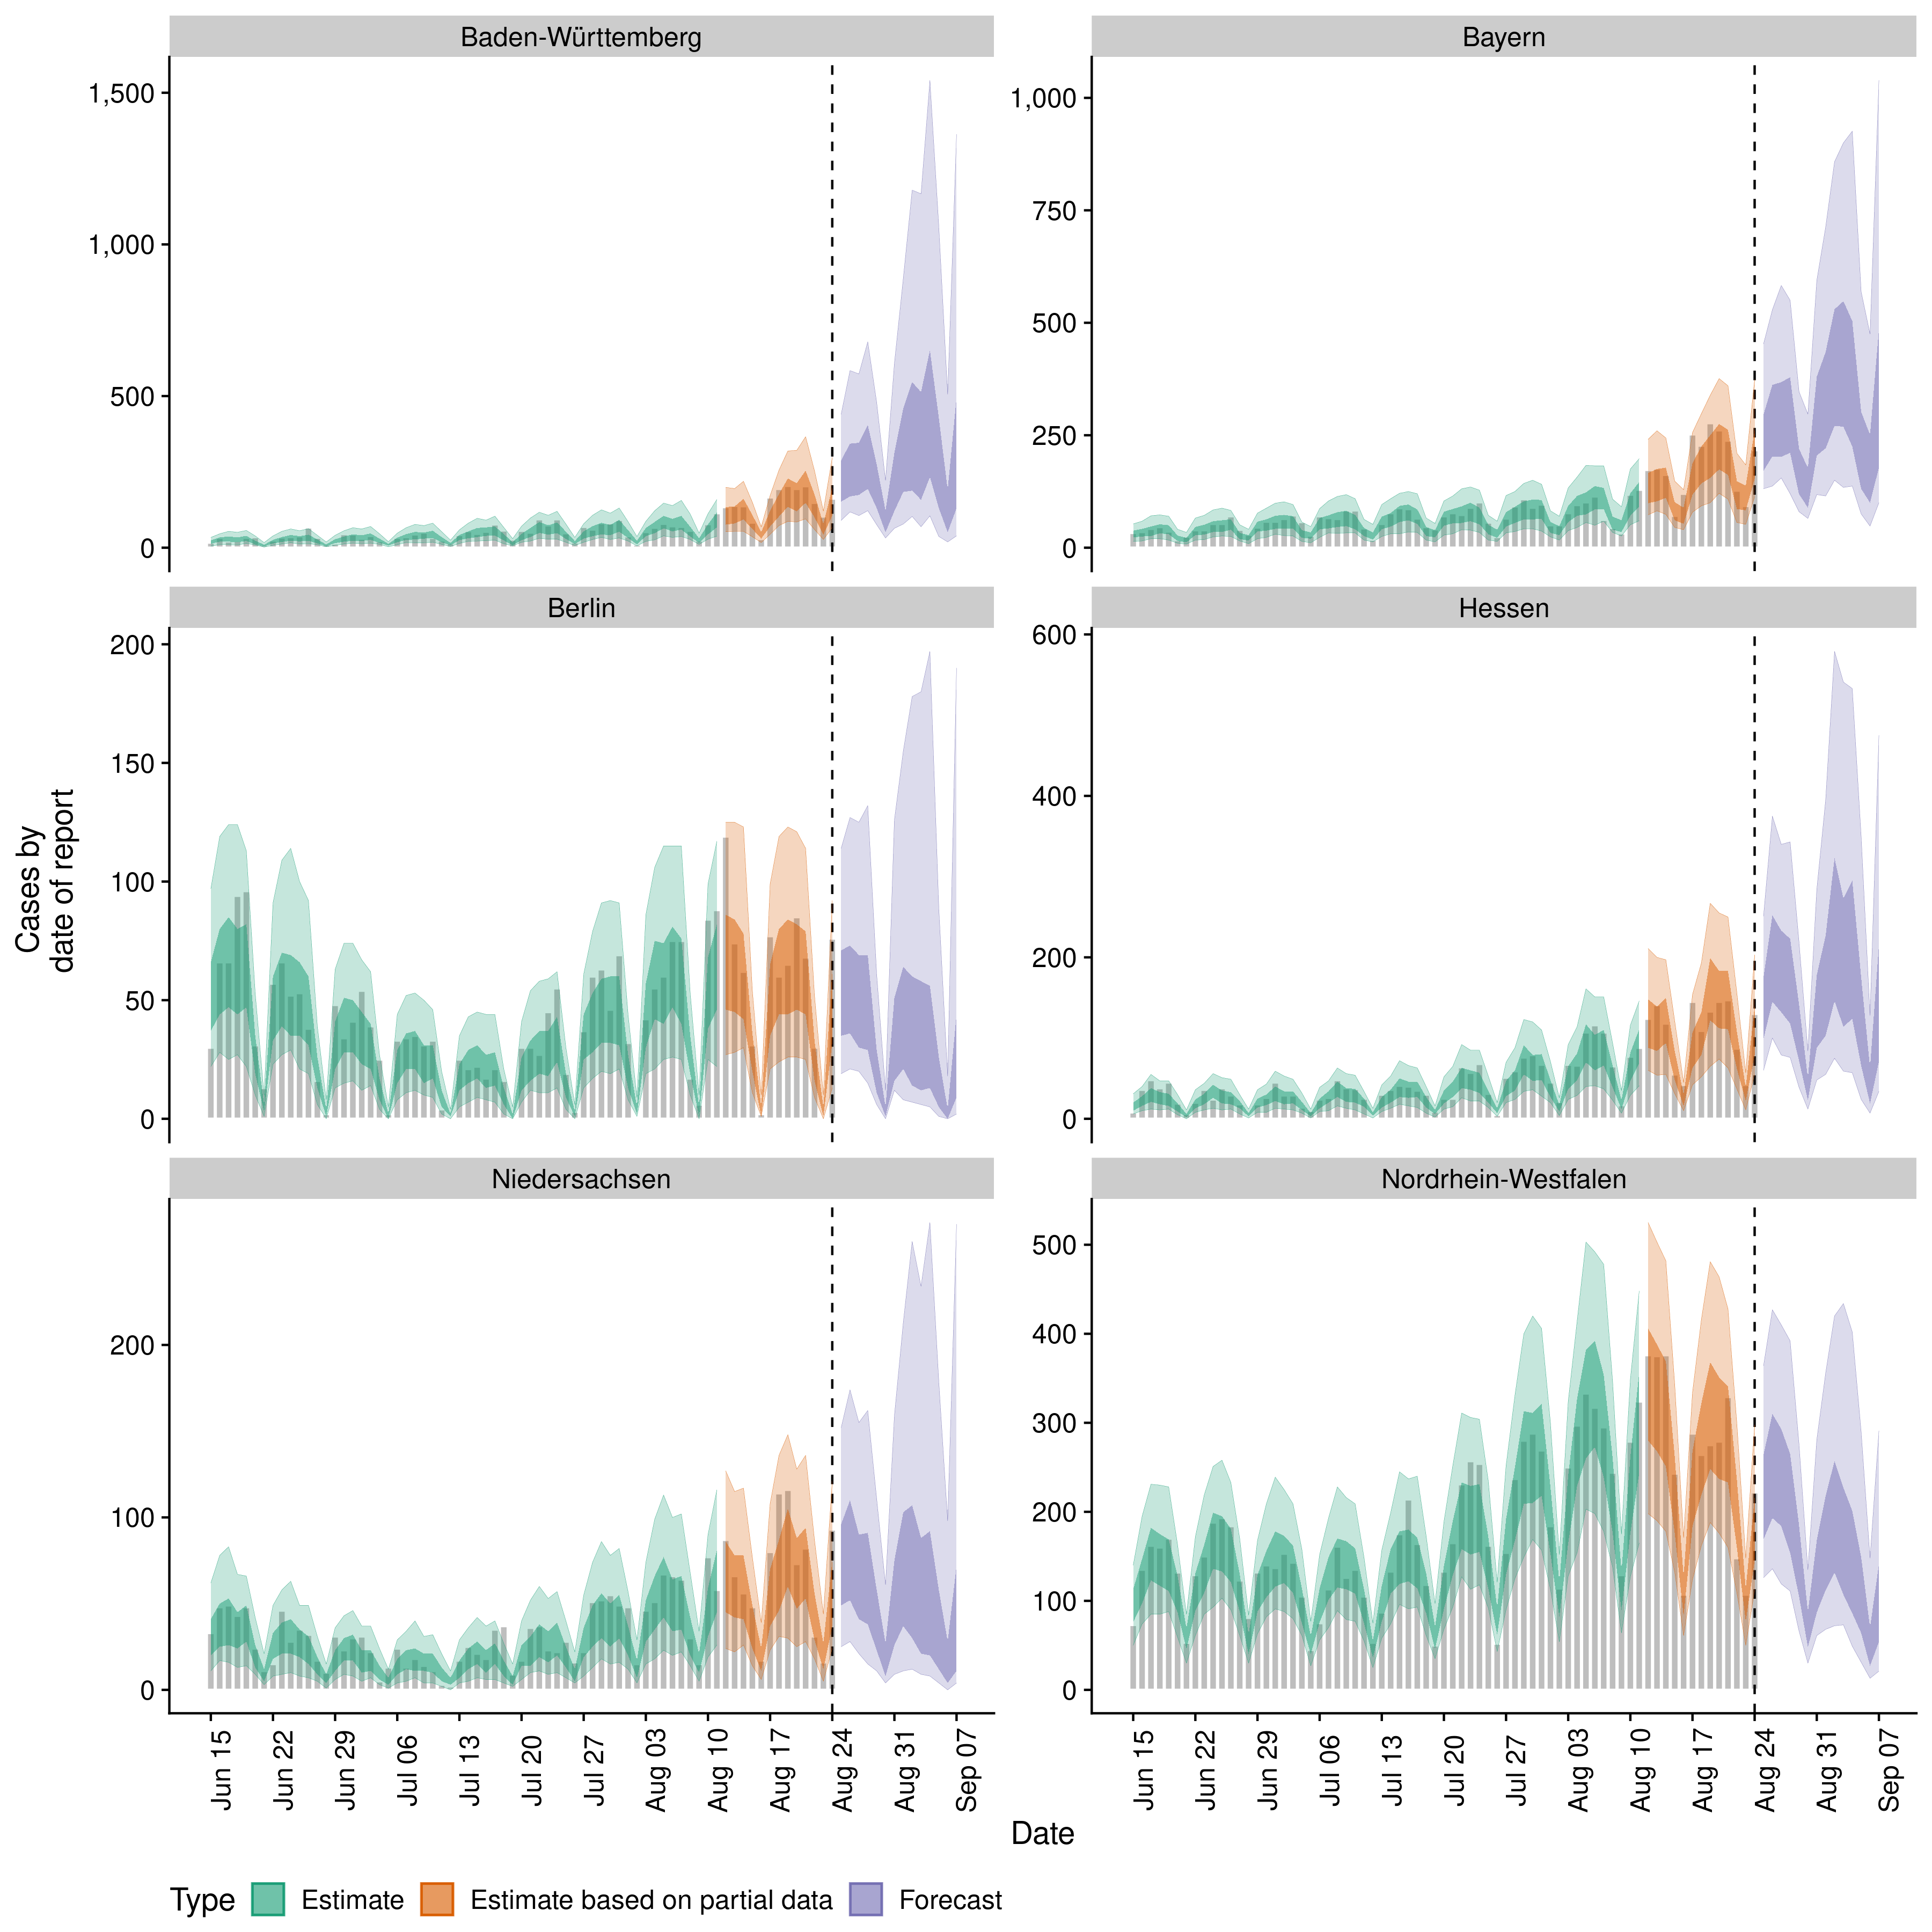 Baden-Württemberg
Bayern
1,500
1,000
500
0
1,000
750
500
250
0
Berlin
Hessen
200
150
100
50
0
600
400
200
0
Cases by
date of report
Niedersachsen
Nordrhein-Westfalen
200
100
0
500
400
300
200
100
0
Jun 15
Jun 22
Jun 29
Jul 06
Jul 13
Jul 20
Jul 27
Aug 03
Aug 10
Aug 17
Aug 24
Aug 31
Sep 07
Jun 15
Jun 22
Jun 29
Jul 06
Jul 13
Jul 20
Jul 27
Aug 03
Aug 10
Aug 17
Aug 24
Aug 31
Sep 07
Date
Type Estimate Estimate based on partial data Forecast